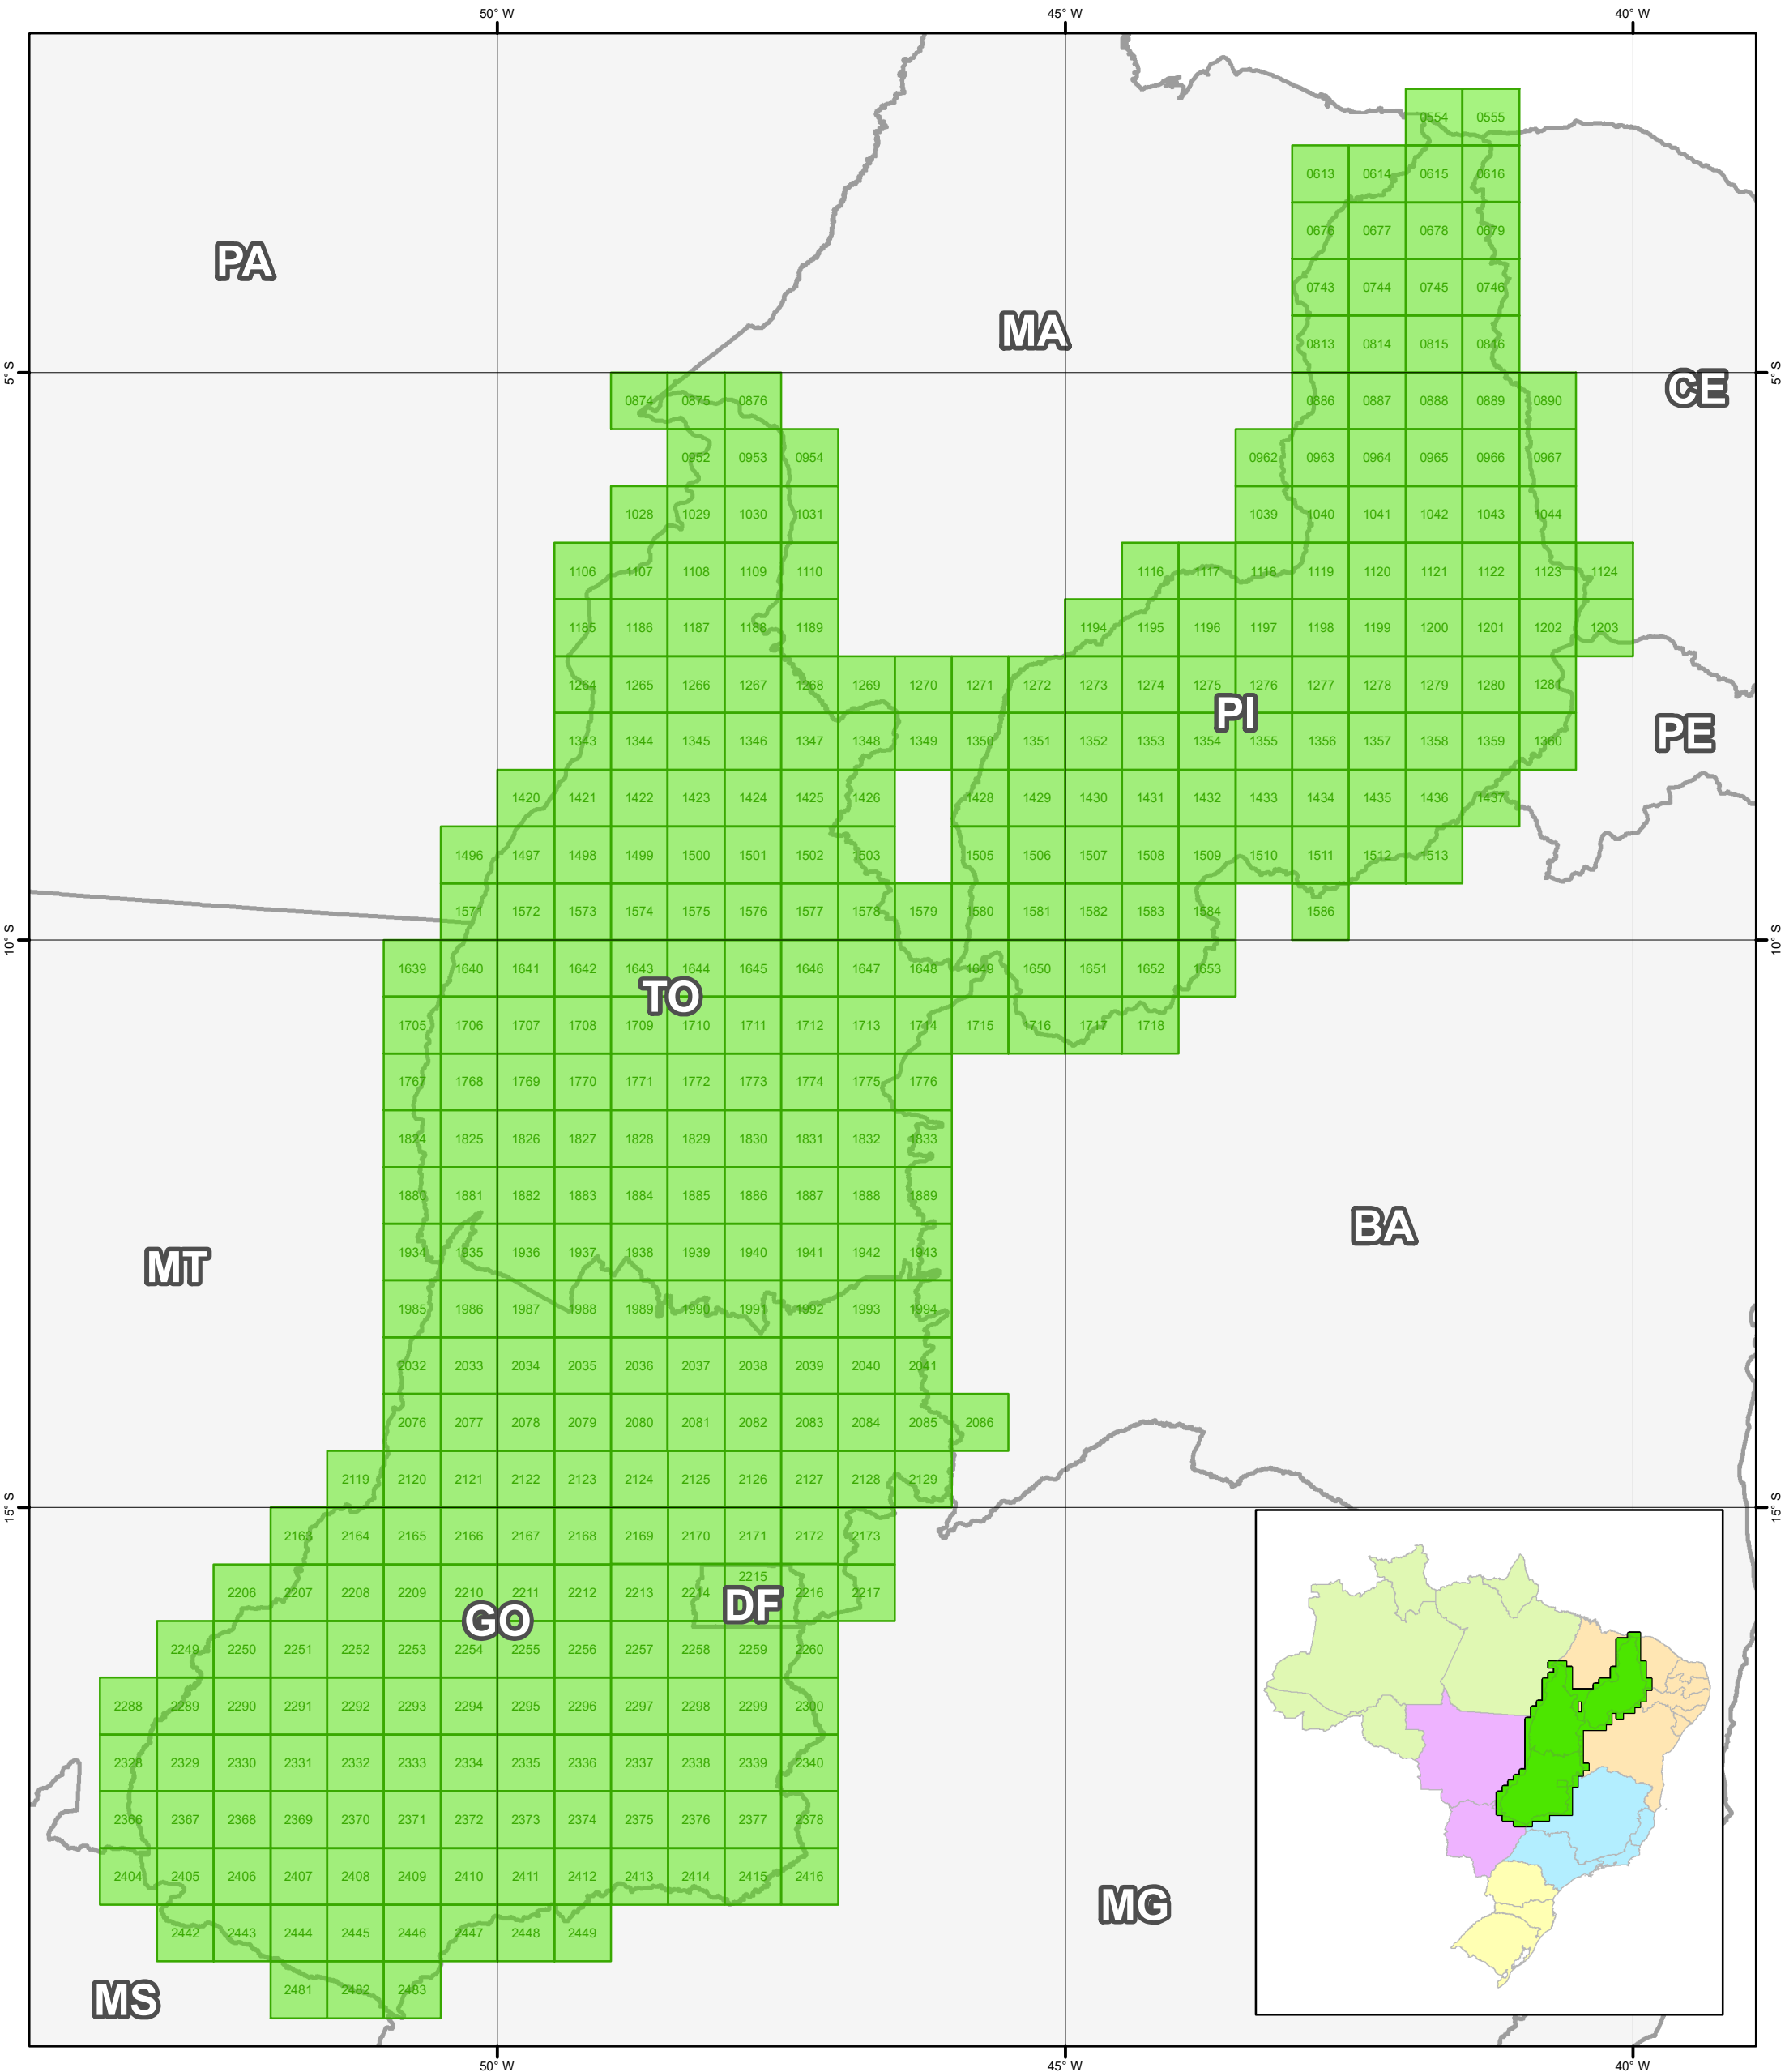 50° W 45° W 40° W
0554 0555
0613 0614 0615 0616
PA
0676 0677 0678 0679
0743 0744 0745 0746
MA
0813 0814 0815 0816
5° S 5° S
CE
0874 0875 0876 0886 0887 0888 0889 0890
0952 0953 0954 0962 0963 0964 0965 0966 0967
1028 1029 1030 1031 1039 1040 1041 1042 1043 1044
1106 1107 1108 1109 1110 1116 1117 1118 1119 1120 1121 1122 1123 1124
1185 1186 1187 1188 1189 1194 1195 1196 1197 1198 1199 1200 1201 1202 1203
1264 1265 1266 1267 1268 1269 1270 1271 1272 1273 1274 1275 1276 1277 1278 1279 1280 1281
PI
PE
1343 1344 1345 1346 1347 1348 1349 1350 1351 1352 1353 1354 1355 1356 1357 1358 1359 1360
1420 1421 1422 1423 1424 1425 1426 1428 1429 1430 1431 1432 1433 1434 1435 1436 1437
1496 1497 1498 1499 1500 1501 1502 1503 1505 1506 1507 1508 1509 1510 1511 1512 1513
1571 1572 1573 1574 1575 1576 1577 1578 1579 1580 1581 1582 1583 1584 1586
10° S 10° S
1639 1640 1641 1642 1643 1644 1645 1646 1647 1648 1649 1650 1651 1652 1653
TO
1705 1706 1707 1708 1709 1710 1711 1712 1713 1714 1715 1716 1717 1718
1767 1768 1769 1770 1771 1772 1773 1774 1775 1776
1824 1825 1826 1827 1828 1829 1830 1831 1832 1833
1880 1881 1882 1883 1884 1885 1886 1887 1888 1889
BA
MT
1934 1935 1936 1937 1938 1939 1940 1941 1942 1943
1985 1986 1987 1988 1989 1990 1991 1992 1993 1994
2032 2033 2034 2035 2036 2037 2038 2039 2040 2041
2076 2077 2078 2079 2080 2081 2082 2083 2084 2085 2086
2119 2120 2121 2122 2123 2124 2125 2126 2127 2128 2129
15° S 15° S
2163 2164 2165 2166 2167 2168 2169 2170 2171 2172 2173
2206 2207 2208 2209 2210 2211 2212 2213 2214 2215 2216 2217
GO
DF
2249 2250 2251 2252 2253 2254 2255 2256 2257 2258 2259 2260
2288 2289 2290 2291 2292 2293 2294 2295 2296 2297 2298 2299 2300
2328 2329 2330 2331 2332 2333 2334 2335 2336 2337 2338 2339 2340
2366 2367 2368 2369 2370 2371 2372 2373 2374 2375 2376 2377 2378
2404 2405 2406 2407 2408 2409 2410 2411 2412 2413 2414 2415 2416
MG
2442 2443 2444 2445 2446 2447 2448 2449
2481 2482 2483
MS
50° W 45° W 40° W